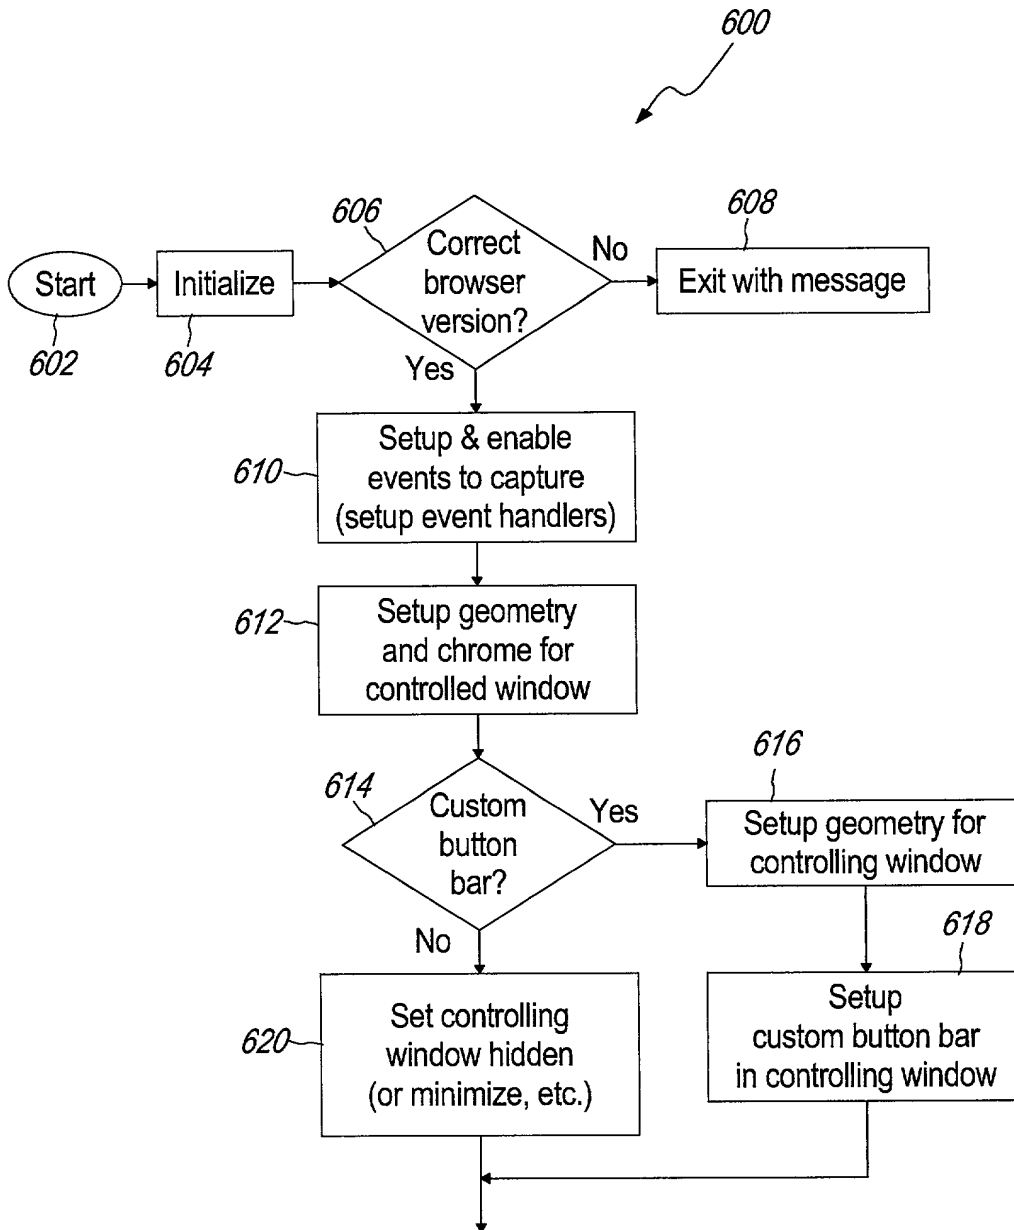 600
606
Correct
browser
version?
No
608
Exit with message
Start
602
Initialize
604
Yes
Setup & enable
events to capture
(setup event handlers)
610
Setup geometry
and chrome for
controlled window
612
614
Custom
button
bar?
Yes
616
Setup geometry for
controlling window
No
618
Setup
custom button bar
in controlling window
620
Set controlling
window hidden
(or minimize, etc.)